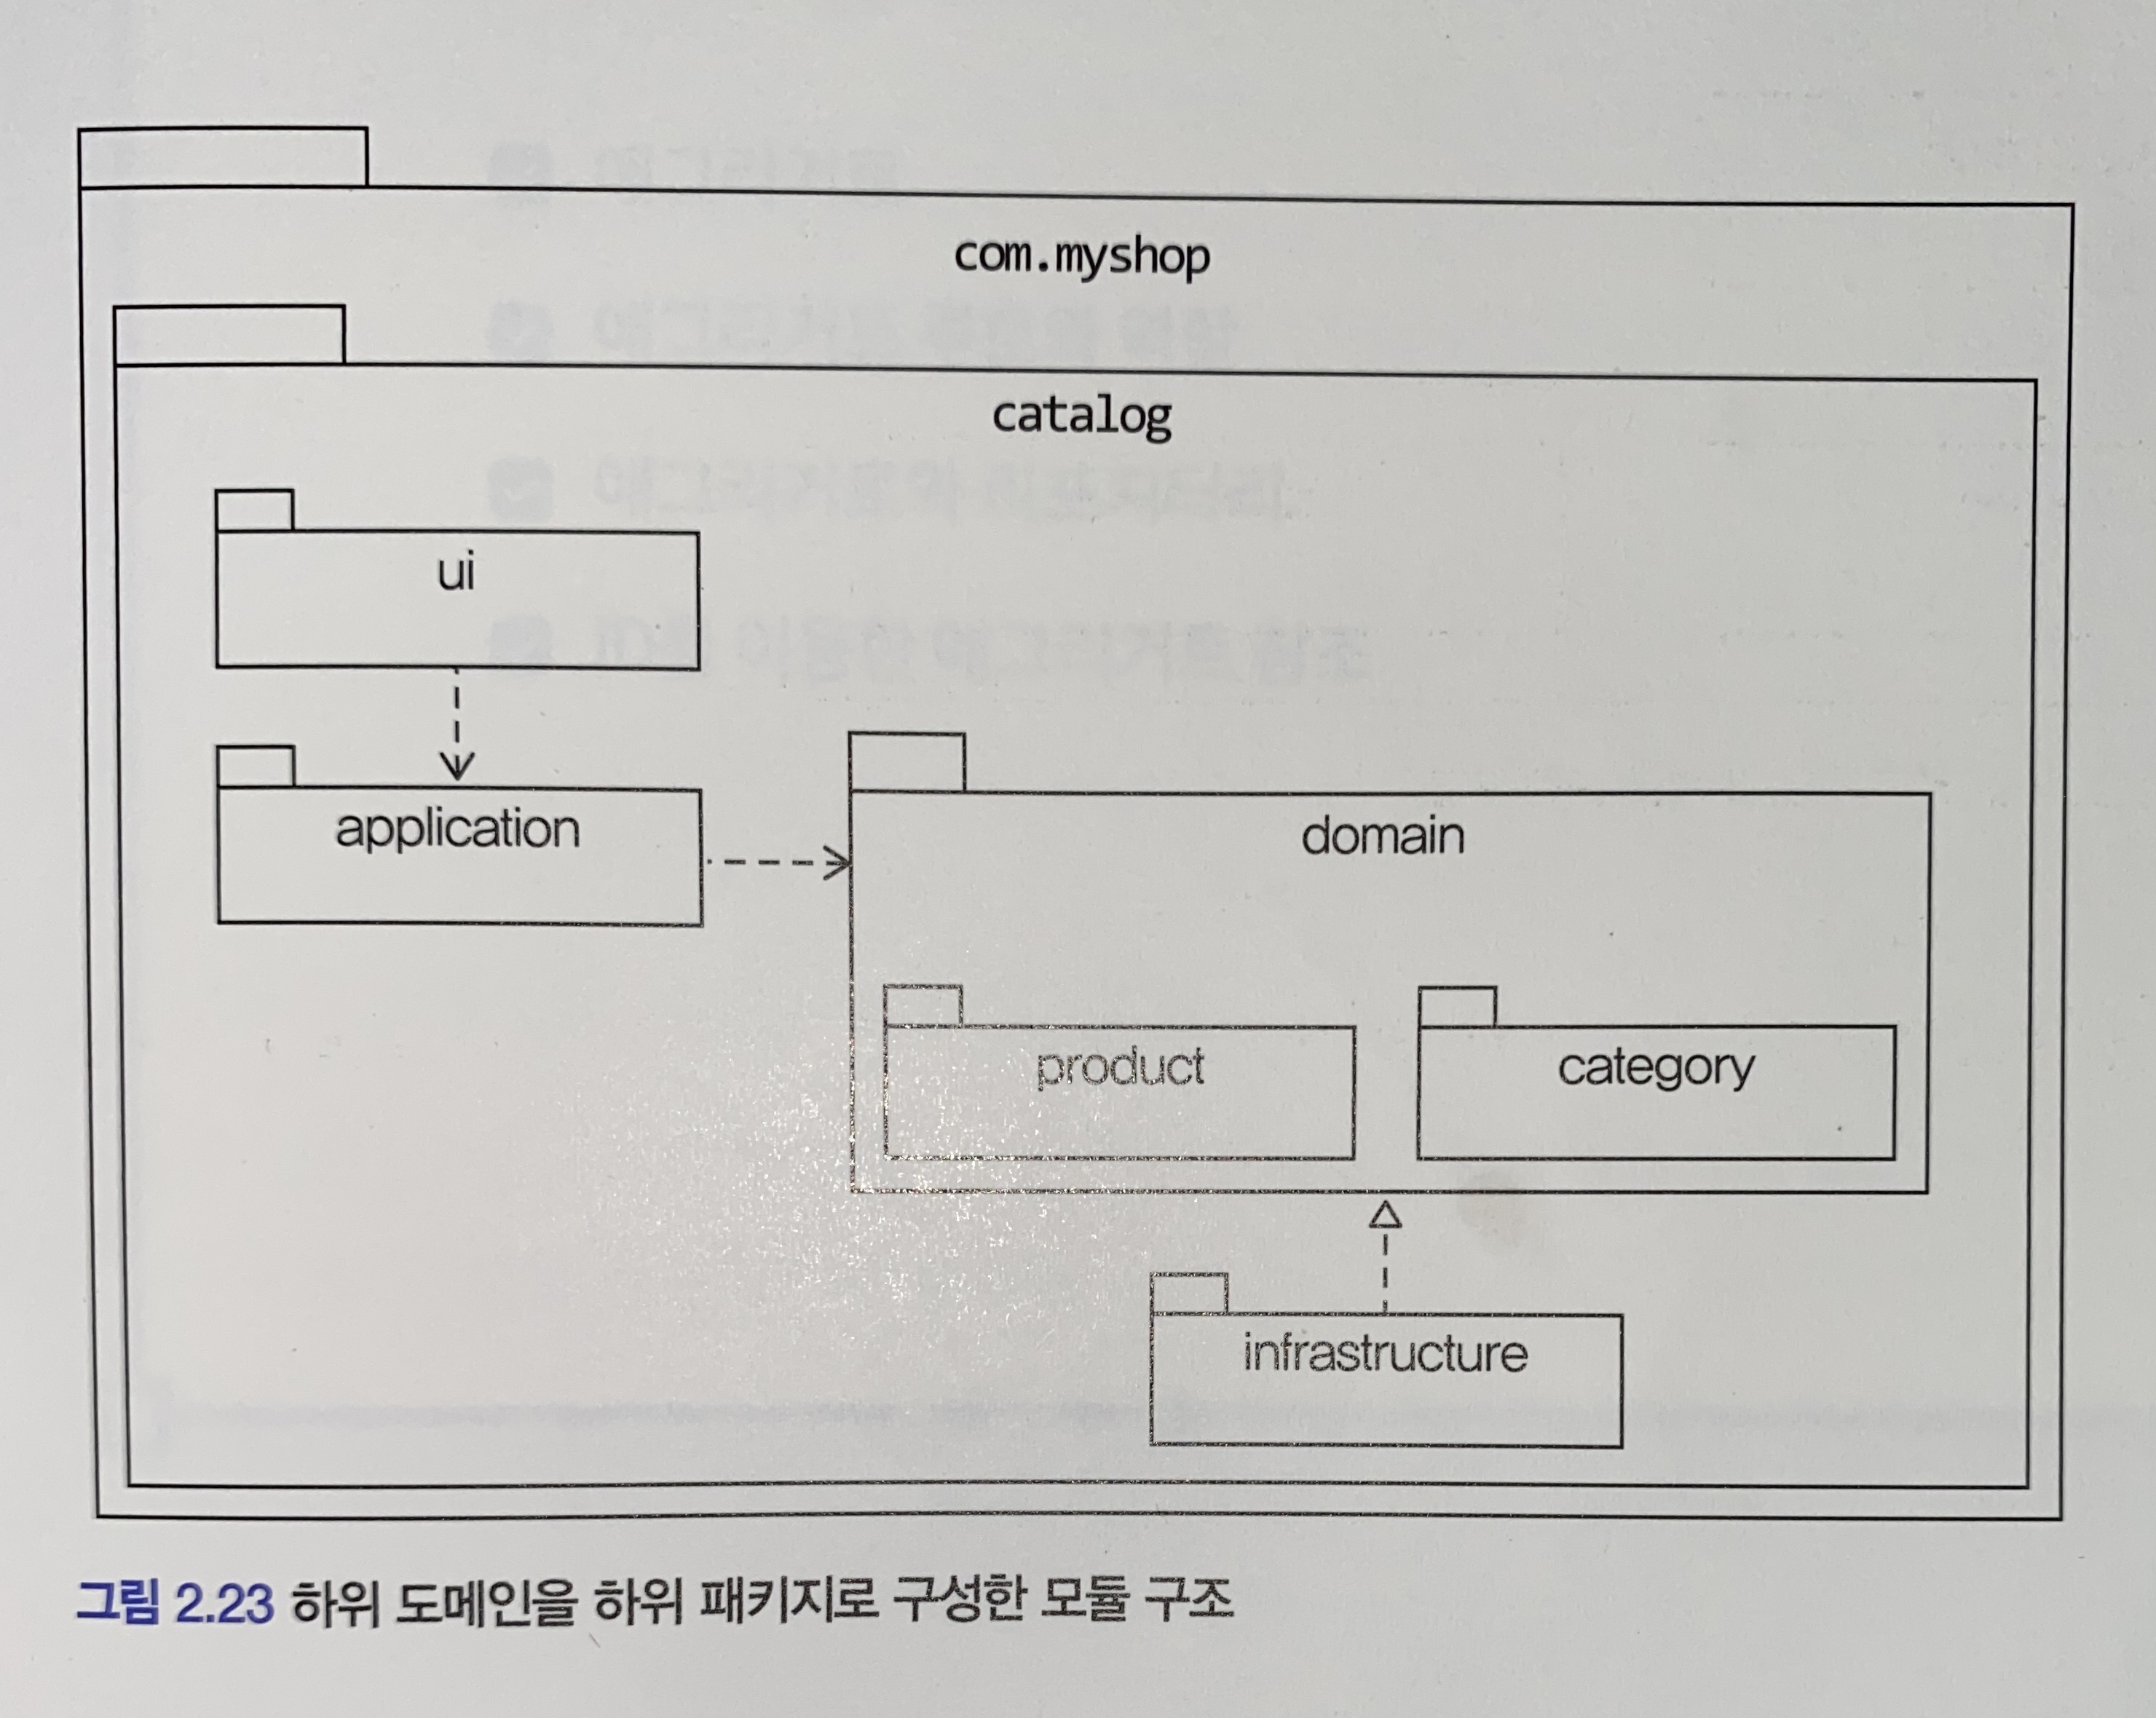 com.myshop
catalog
ui
application
domain
product
category
infrastructure
그림 2.23 하위 도메인을 하위 패키지로 구성한 모듈 구조